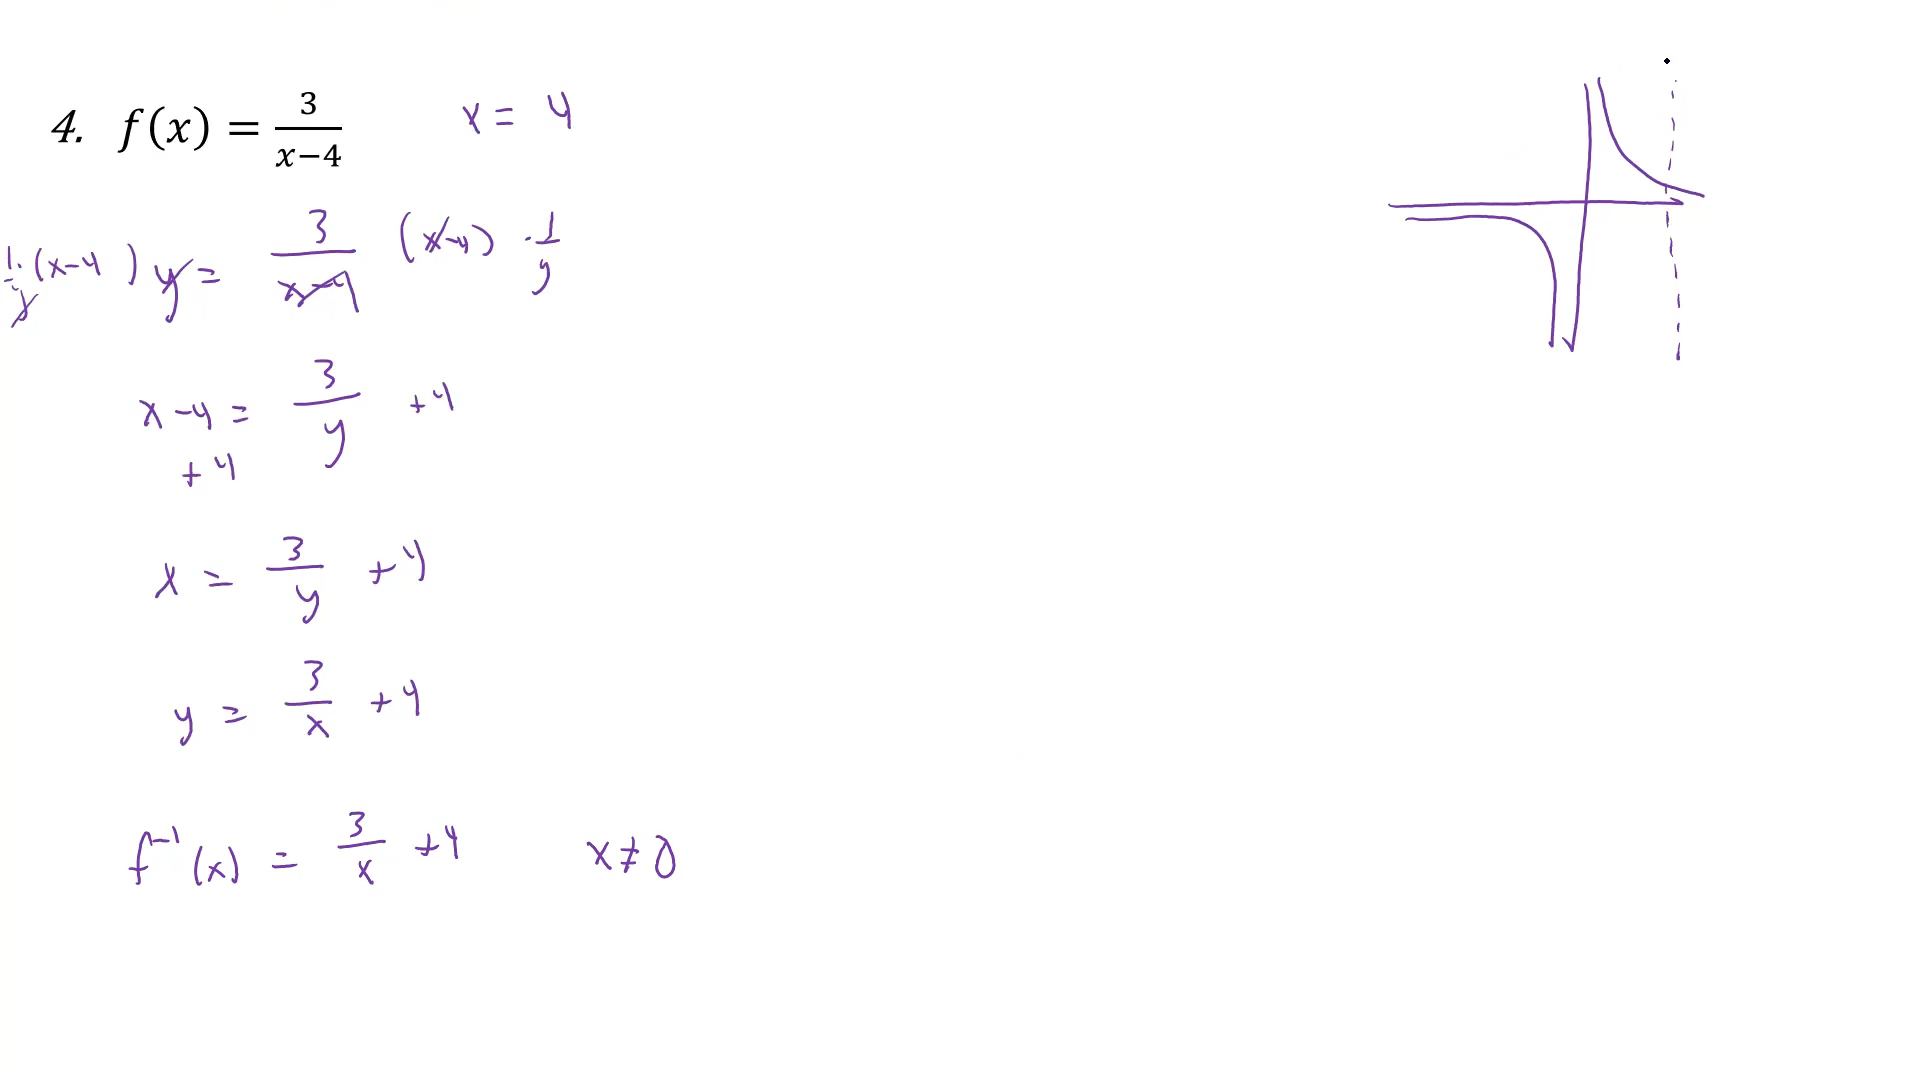 4. f(x) = 3/(x−4) x = 4
1/y · (x−4) y = 3/(x−4) (x−4) · 1/y
x−4 = 3/y +4
+4
x = 3/y +4
y = 3/x +4
f⁻¹(x) = 3/x +4 x ≠ 0